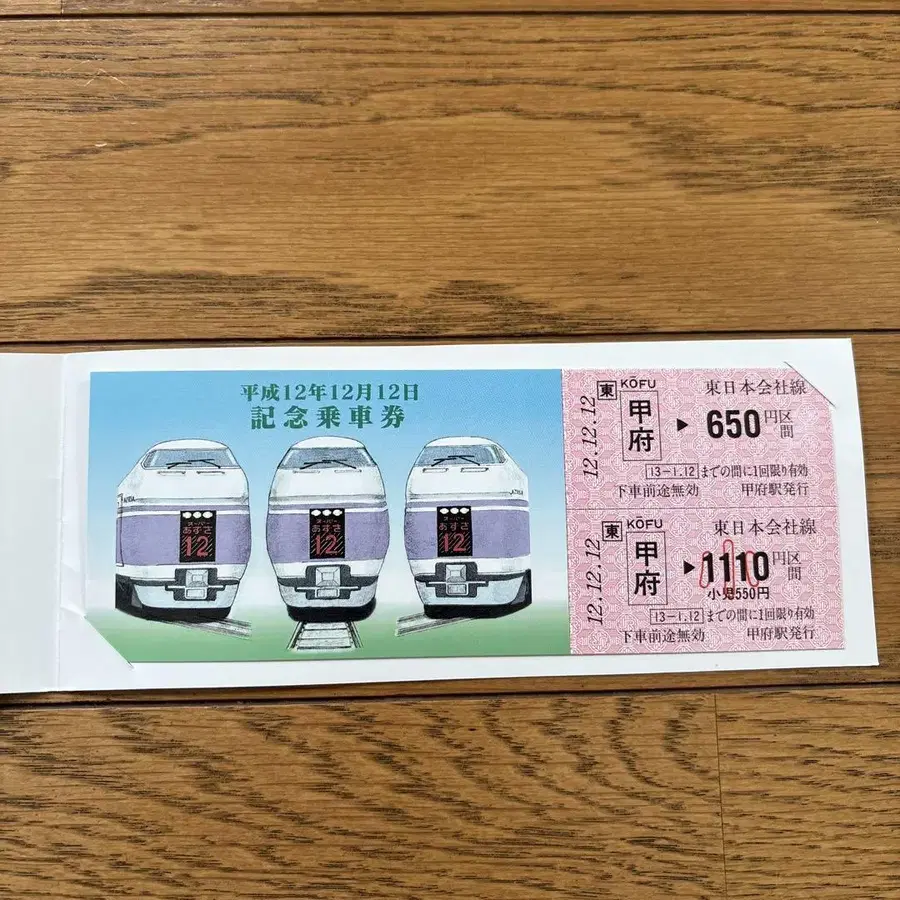 平成12年12月12日
記念乗車券
スーパー
あずさ
12
スーパー
あずさ
12
スーパー
あずさ
12
12.12.12
東 KŌFU 東日本会社線
甲府 ▶ 650円区間
13-1.12 までの間に1回限り有効
下車前途無効 甲府駅発行
12.12.12
東 KŌFU 東日本会社線
甲府 ▶ 1110円区間
小児550円
13-1.12 までの間に1回限り有効
下車前途無効 甲府駅発行